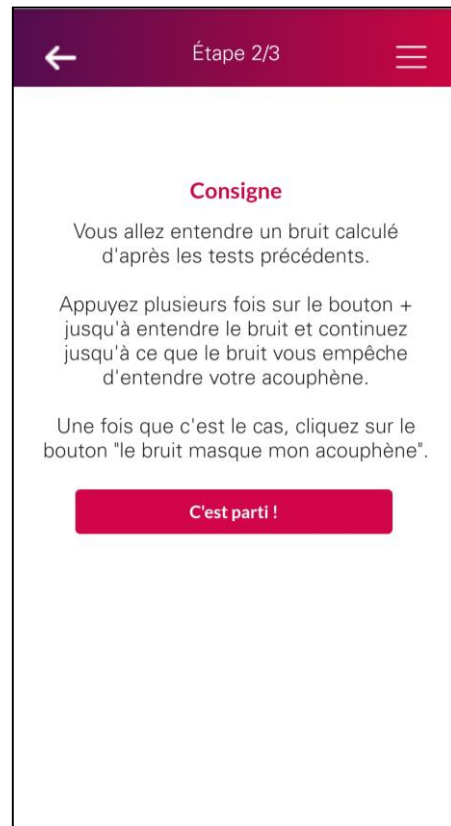 Étape 2/3
Consigne
Vous allez entendre un bruit calculé
d'après les tests précédents.
Appuyez plusieurs fois sur le bouton +
jusqu'à entendre le bruit et continuez
jusqu'à ce que le bruit vous empêche
d'entendre votre acouphène.
Une fois que c'est le cas, cliquez sur le
bouton "le bruit masque mon acouphène".
C'est parti !